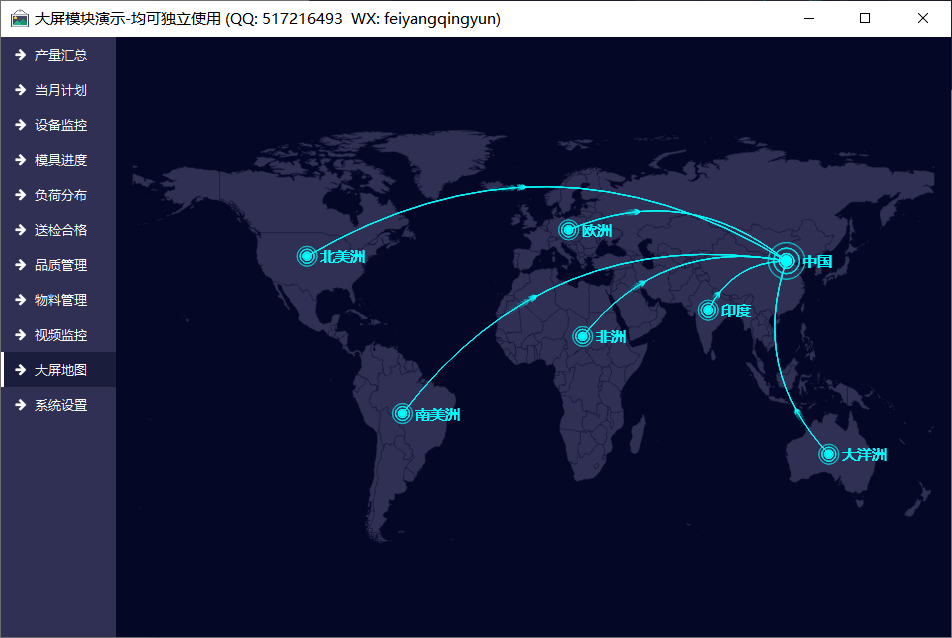 大屏模块演示-均可独立使用 (QQ: 517216493  WX: feiyangqingyun)
产量汇总
当月计划
设备监控
模具进度
负荷分布
送检合格
品质管理
物料管理
视频监控
大屏地图
系统设置
欧洲
北美洲
中国
印度
非洲
南美洲
大洋洲